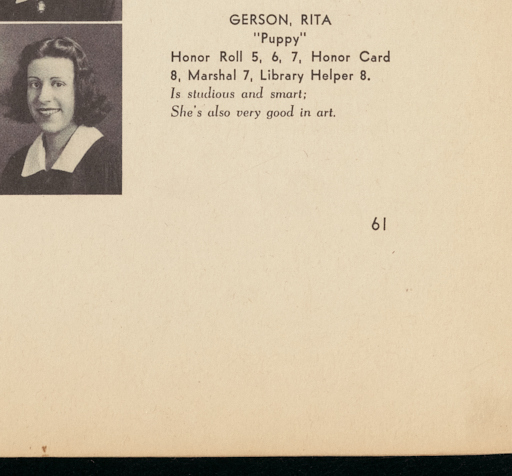 GERSON, RITA
"Puppy"
Honor Roll 5, 6, 7, Honor Card
8, Marshal 7, Library Helper 8.
Is studious and smart;
She's also very good in art.
61